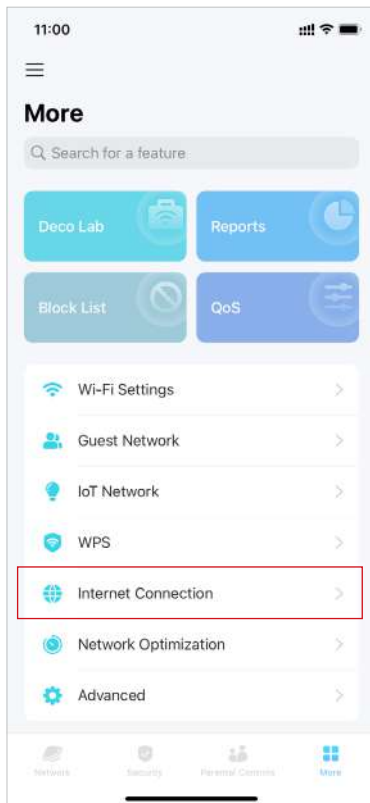 11:00
More
Search for a feature
Deco Lab
Reports
Block List
QoS
Wi-Fi Settings
Guest Network
IoT Network
WPS
Internet Connection
Network Optimization
Advanced
Network
Security
Parental Controls
More